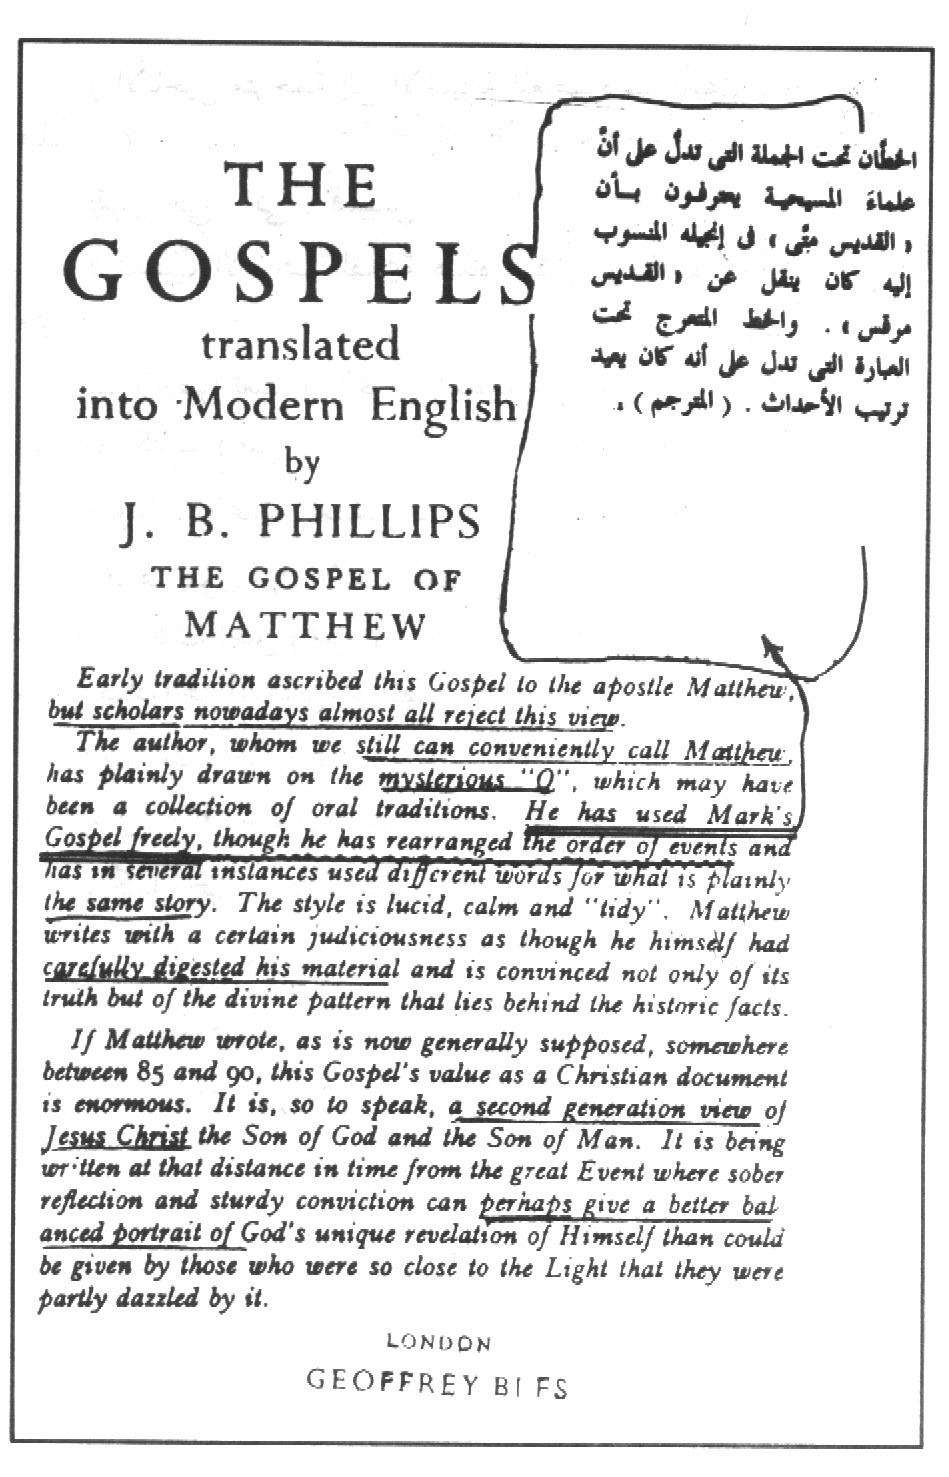 THE
GOSPELS
translated
into Modern English
by
J. B. PHILLIPS
THE GOSPEL OF
MATTHEW
الخطَّان تحت الجملة التى تدلُّ على أنَّ
علماءَ المسيحية يعترفون بأن
« القديس متَّى » فى إنجيله المنسوب
إليه كان ينقل عن « القديس
مرقس » . والخط المتعرج تحت
العبارة التى تدل على أنه كان يعيد
ترتيب الأحداث . ( المترجم ) .
Early tradition ascribed this Gospel to the apostle Matthew,
but scholars nowadays almost all reject this view.
The author, whom we still can conveniently call Matthew,
has plainly drawn on the mysterious "Q", which may have
been a collection of oral traditions. He has used Mark's
Gospel freely, though he has rearranged the order of events and
has in several instances used different words for what is plainly
the same story. The style is lucid, calm and "tidy". Matthew
writes with a certain judiciousness as though he himself had
carefully digested his material and is convinced not only of its
truth but of the divine pattern that lies behind the historic facts.
If Matthew wrote, as is now generally supposed, somewhere
between 85 and 90, this Gospel's value as a Christian document
is enormous. It is, so to speak, a second generation view of
Jesus Christ the Son of God and the Son of Man. It is being
written at that distance in time from the great Event where sober
reflection and sturdy conviction can perhaps give a better bal-
anced portrait of God's unique revelation of Himself than could
be given by those who were so close to the Light that they were
partly dazzled by it.
LONDON
GEOFFREY BLES